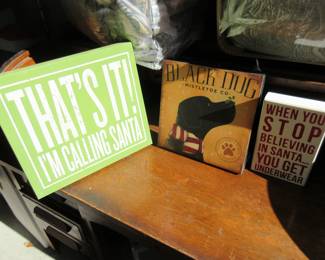 THAT'S IT!
I'M CALLING SANTA
BLACK DOG
MISTLETOE CO.
WHEN YOU
STOP
BELIEVING
IN SANTA...
YOU GET
UNDERWEAR